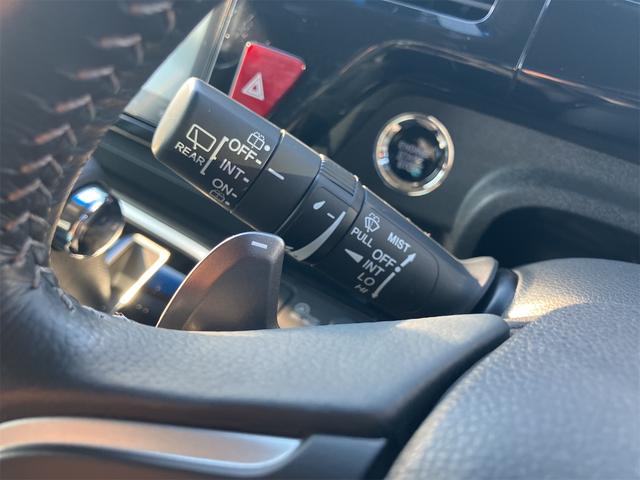 REAR
OFF
INT
ON
PULL
MIST
OFF
INT
LO
HI